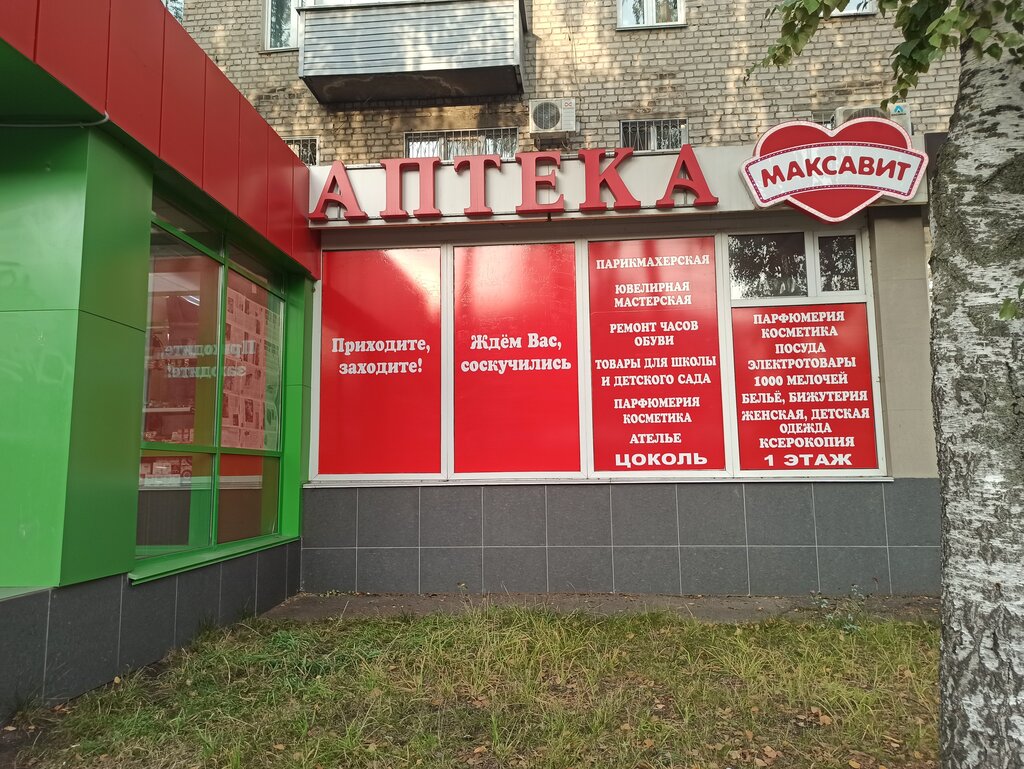 АПТЕКА
МАКСАВИТ
Приходите,
заходите!
Ждём Вас,
соскучились
ПАРИКМАХЕРСКАЯ
ЮВЕЛИРНАЯ
МАСТЕРСКАЯ
РЕМОНТ ЧАСОВ
ОБУВИ
ТОВАРЫ ДЛЯ ШКОЛЫ
И ДЕТСКОГО САДА
ПАРФЮМЕРИЯ
КОСМЕТИКА
АТЕЛЬЕ
ЦОКОЛЬ
ПАРФЮМЕРИЯ
КОСМЕТИКА
ПОСУДА
ЭЛЕКТРОТОВАРЫ
1000 МЕЛОЧЕЙ
БЕЛЬЁ, БИЖУТЕРИЯ
ЖЕНСКАЯ, ДЕТСКАЯ
ОДЕЖДА
КСЕРОКОПИЯ
1 ЭТАЖ